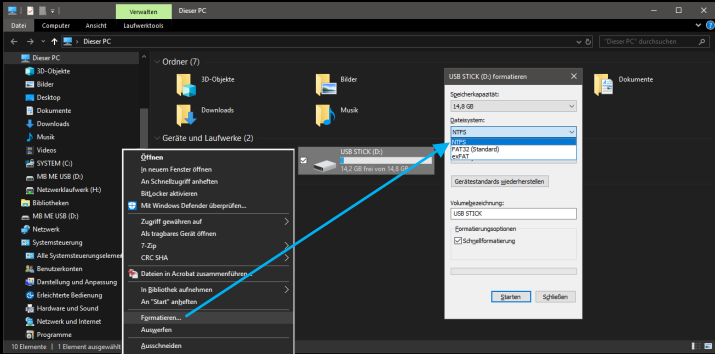 Verwalten
Dieser PC
Datei
Computer
Ansicht
Laufwerktools
Dieser PC
"Dieser PC" durchsuchen
Dieser PC
3D-Objekte
Bilder
Desktop
Dokumente
Downloads
Musik
Videos
SYSTEM (C:)
MB ME USB (D:)
Netzwerklaufwerk (H:)
Bibliotheken
MB ME USB (D:)
Netzwerk
Systemsteuerung
Alle Systemsteuerungselemen
Benutzerkonten
Darstellung und Anpassung
Erleichterte Bedienung
Hardware und Sound
Netzwerk und Internet
Programme
10 Elemente
1 Element ausgewählt
Ordner (7)
3D-Objekte
Bilder
Dokumente
Downloads
Musik
Geräte und Laufwerke (2)
USB STICK (D:)
14,2 GB frei von 14,8 GB
Öffnen
In neuem Fenster öffnen
An Schnellzugriff anheften
BitLocker aktivieren
Mit Windows Defender überprüfen...
Zugriff gewähren auf
Als tragbares Gerät öffnen
7-Zip
CRC SHA
Dateien in Acrobat zusammenführen...
In Bibliothek aufnehmen
An "Start" anheften
Formatieren...
Auswerfen
Ausschneiden
USB STICK (D:) formatieren
Speicherkapazität:
14,8 GB
Dateisystem:
NTFS
NTFS
FAT32 (Standard)
exFAT
Gerätestandards wiederherstellen
Volumebezeichnung:
USB STICK
Formatierungsoptionen
Schnellformatierung
Starten
Schließen